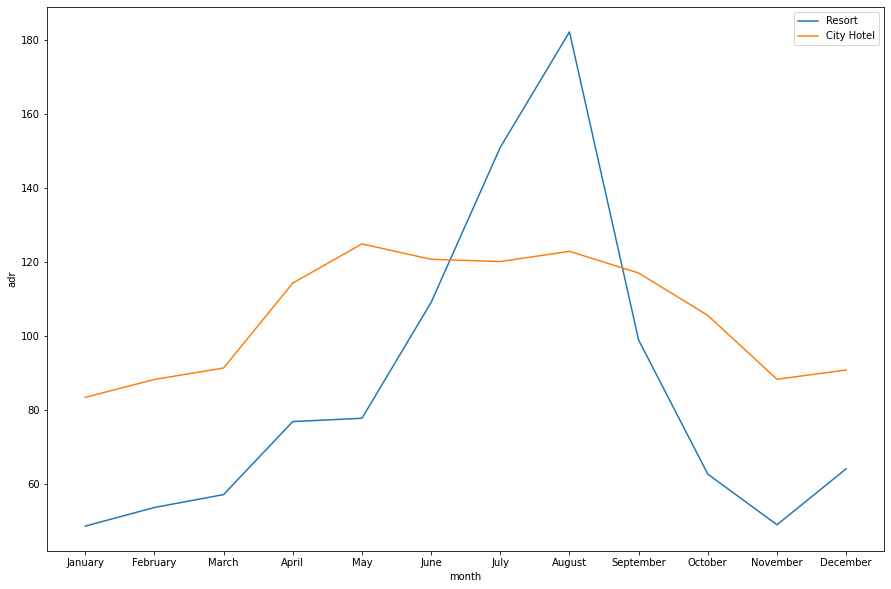 Resort
City Hotel
180
160
140
120
100
80
60
adr
January February March April May June July August September October November December
month